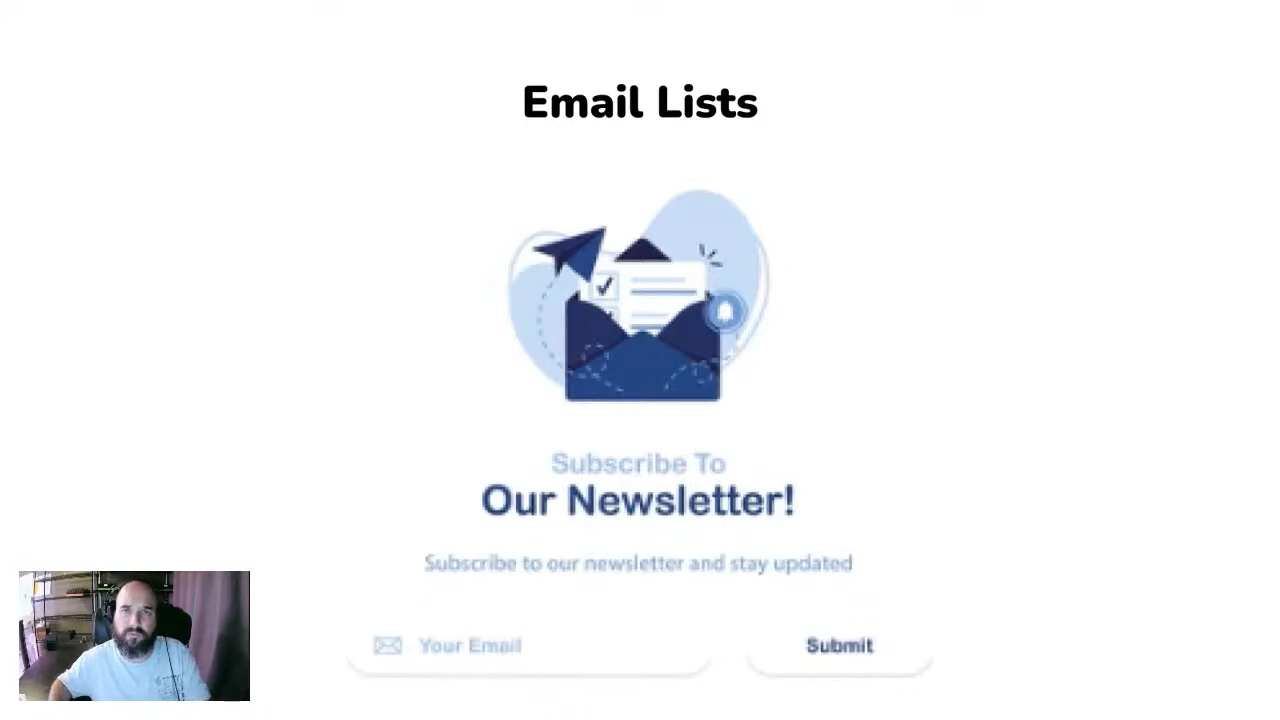 Email Lists
Subscribe To
Our Newsletter!
Subscribe to our newsletter and stay updated
Your Email
Submit